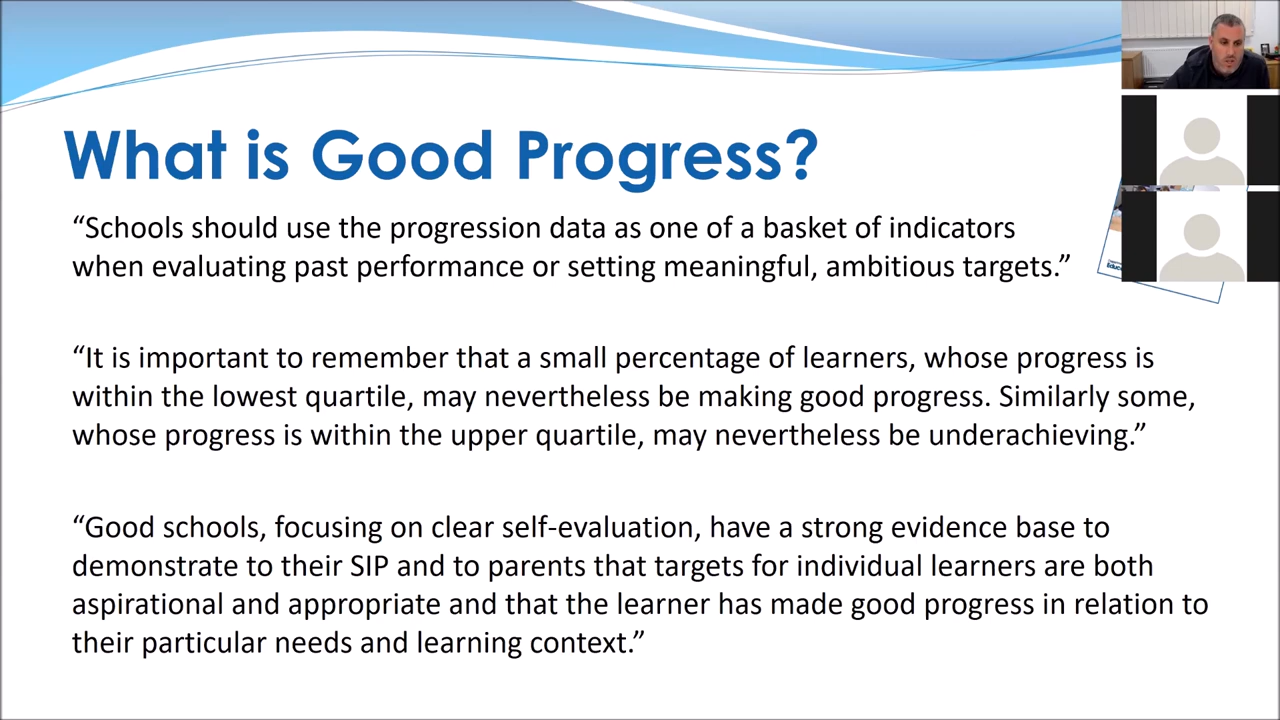 What is Good Progress?
“Schools should use the progression data as one of a basket of indicators
when evaluating past performance or setting meaningful, ambitious targets.”
“It is important to remember that a small percentage of learners, whose progress is
within the lowest quartile, may nevertheless be making good progress. Similarly some,
whose progress is within the upper quartile, may nevertheless be underachieving.”
“Good schools, focusing on clear self-evaluation, have a strong evidence base to
demonstrate to their SIP and to parents that targets for individual learners are both
aspirational and appropriate and that the learner has made good progress in relation to
their particular needs and learning context.”